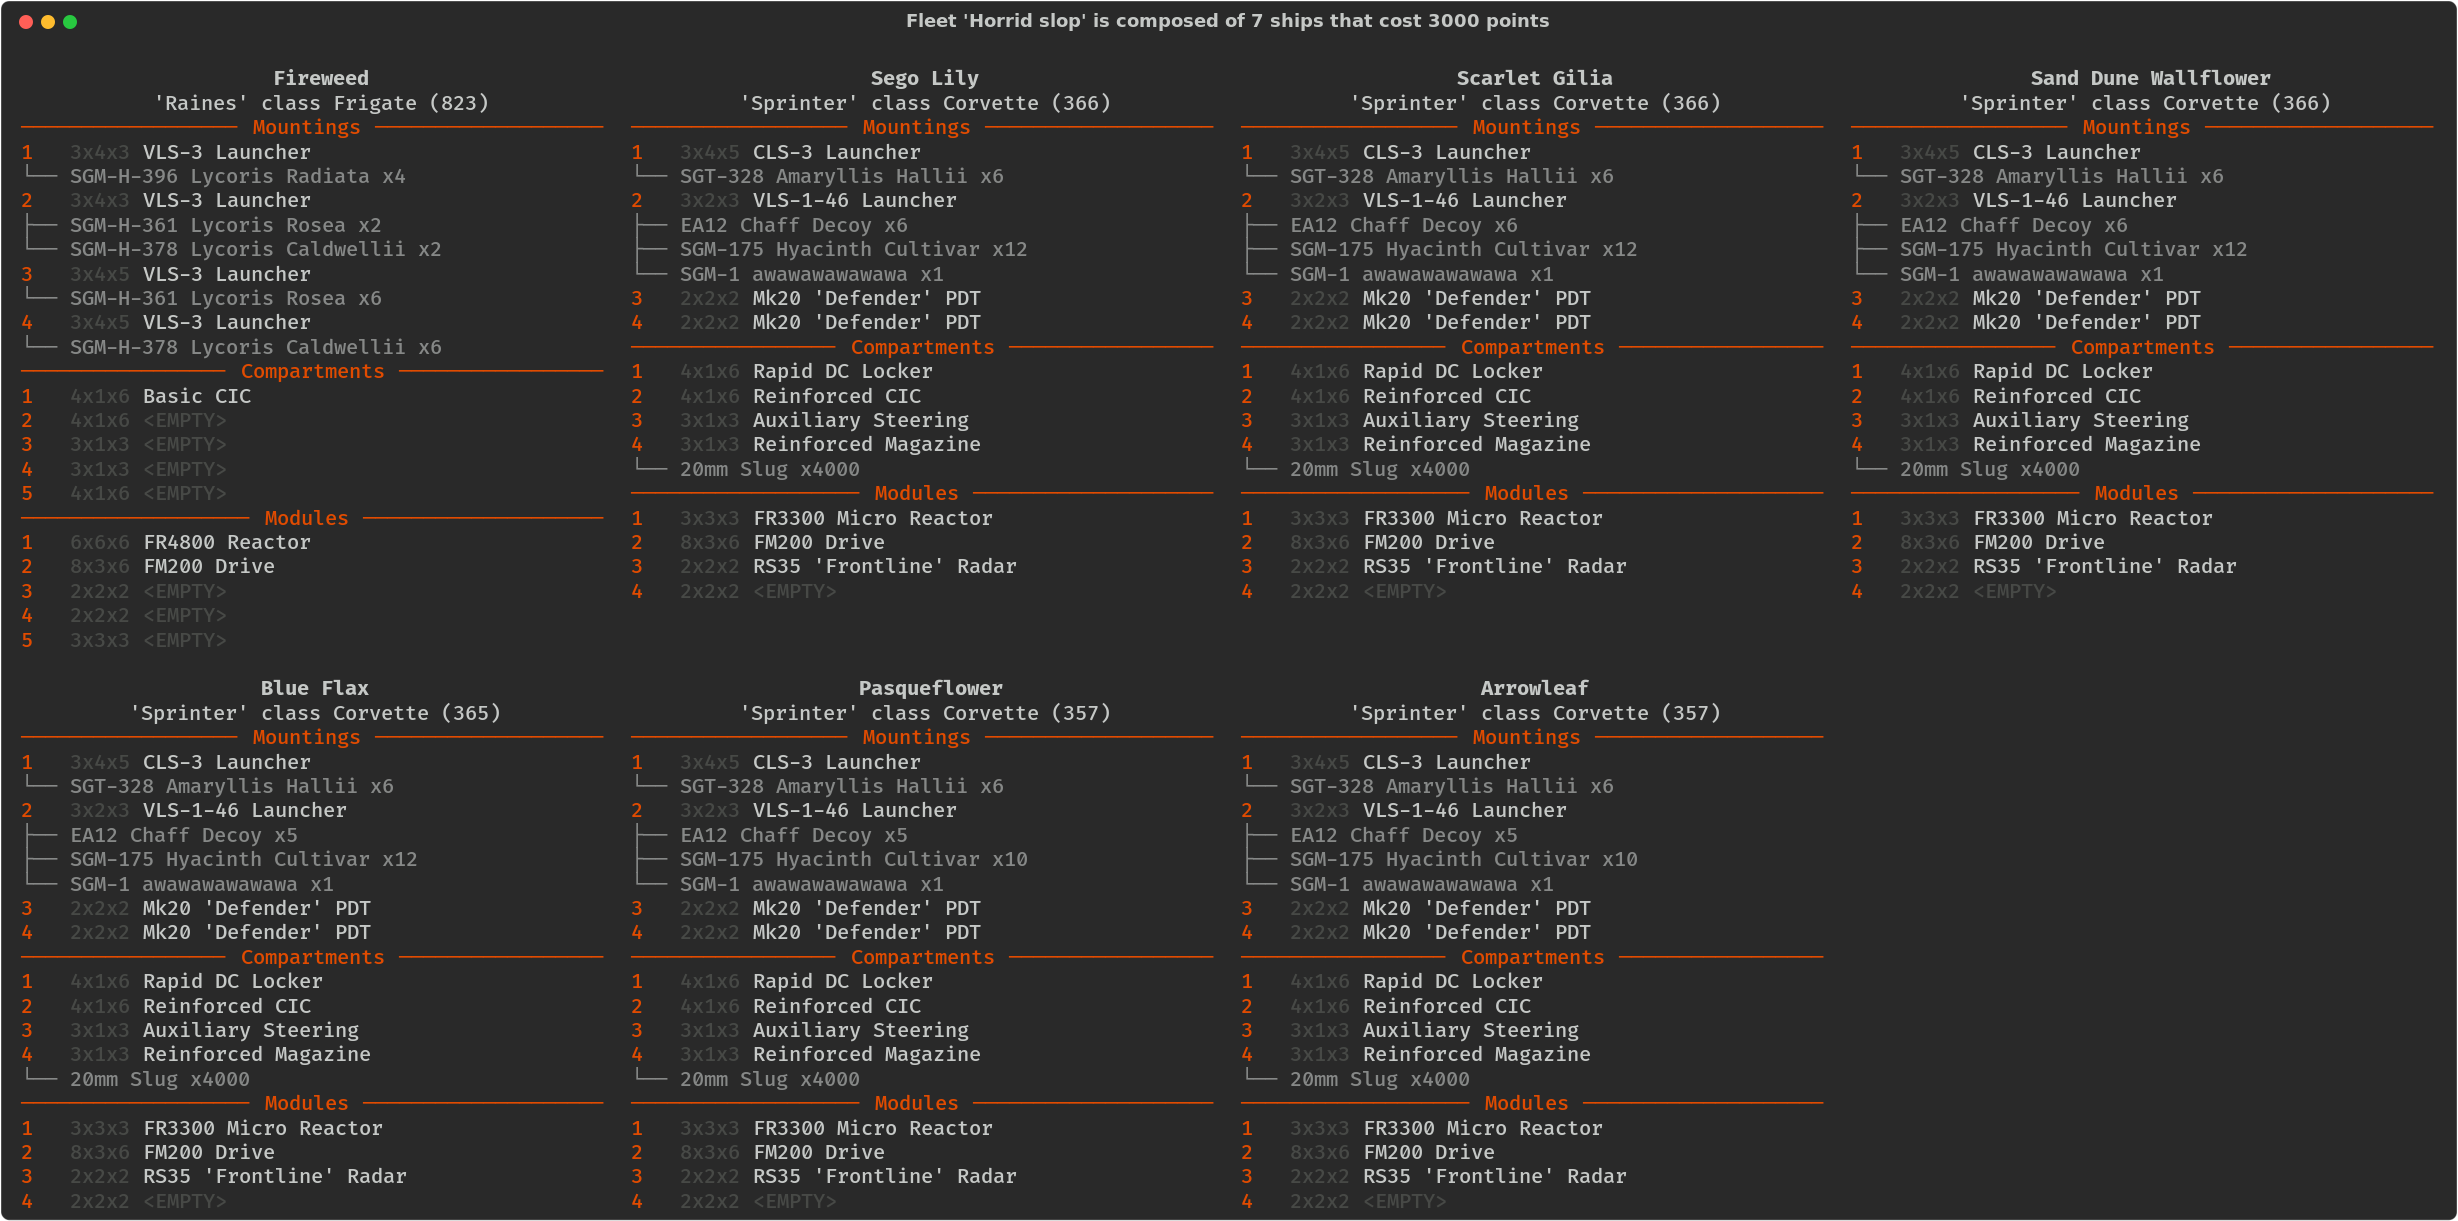 Fleet 'Horrid slop' is composed of 7 ships that cost 3000 points
Fireweed
'Raines' class Frigate (823)
Mountings
1 3x4x3 VLS-3 Launcher
SGM-H-396 Lycoris Radiata x4
2 3x4x3 VLS-3 Launcher
SGM-H-361 Lycoris Rosea x2
SGM-H-378 Lycoris Caldwellii x2
3 3x4x5 VLS-3 Launcher
SGM-H-361 Lycoris Rosea x6
4 3x4x5 VLS-3 Launcher
SGM-H-378 Lycoris Caldwellii x6
Compartments
1 4x1x6 Basic CIC
2 4x1x6 <EMPTY>
3 3x1x3 <EMPTY>
4 3x1x3 <EMPTY>
5 4x1x6 <EMPTY>
Modules
1 6x6x6 FR4800 Reactor
2 8x3x6 FM200 Drive
3 2x2x2 <EMPTY>
4 2x2x2 <EMPTY>
5 3x3x3 <EMPTY>
Sego Lily
'Sprinter' class Corvette (366)
Mountings
1 3x4x5 CLS-3 Launcher
SGT-328 Amaryllis Hallii x6
2 3x2x3 VLS-1-46 Launcher
EA12 Chaff Decoy x6
SGM-175 Hyacinth Cultivar x12
SGM-1 awawawawawawa x1
3 2x2x2 Mk20 'Defender' PDT
4 2x2x2 Mk20 'Defender' PDT
Compartments
1 4x1x6 Rapid DC Locker
2 4x1x6 Reinforced CIC
3 3x1x3 Auxiliary Steering
4 3x1x3 Reinforced Magazine
20mm Slug x4000
Modules
1 3x3x3 FR3300 Micro Reactor
2 8x3x6 FM200 Drive
3 2x2x2 RS35 'Frontline' Radar
4 2x2x2 <EMPTY>
Scarlet Gilia
'Sprinter' class Corvette (366)
Mountings
1 3x4x5 CLS-3 Launcher
SGT-328 Amaryllis Hallii x6
2 3x2x3 VLS-1-46 Launcher
EA12 Chaff Decoy x6
SGM-175 Hyacinth Cultivar x12
SGM-1 awawawawawawa x1
3 2x2x2 Mk20 'Defender' PDT
4 2x2x2 Mk20 'Defender' PDT
Compartments
1 4x1x6 Rapid DC Locker
2 4x1x6 Reinforced CIC
3 3x1x3 Auxiliary Steering
4 3x1x3 Reinforced Magazine
20mm Slug x4000
Modules
1 3x3x3 FR3300 Micro Reactor
2 8x3x6 FM200 Drive
3 2x2x2 RS35 'Frontline' Radar
4 2x2x2 <EMPTY>
Sand Dune Wallflower
'Sprinter' class Corvette (366)
Mountings
1 3x4x5 CLS-3 Launcher
SGT-328 Amaryllis Hallii x6
2 3x2x3 VLS-1-46 Launcher
EA12 Chaff Decoy x6
SGM-175 Hyacinth Cultivar x12
SGM-1 awawawawawawa x1
3 2x2x2 Mk20 'Defender' PDT
4 2x2x2 Mk20 'Defender' PDT
Compartments
1 4x1x6 Rapid DC Locker
2 4x1x6 Reinforced CIC
3 3x1x3 Auxiliary Steering
4 3x1x3 Reinforced Magazine
20mm Slug x4000
Modules
1 3x3x3 FR3300 Micro Reactor
2 8x3x6 FM200 Drive
3 2x2x2 RS35 'Frontline' Radar
4 2x2x2 <EMPTY>
Blue Flax
'Sprinter' class Corvette (365)
Mountings
1 3x4x5 CLS-3 Launcher
SGT-328 Amaryllis Hallii x6
2 3x2x3 VLS-1-46 Launcher
EA12 Chaff Decoy x5
SGM-175 Hyacinth Cultivar x12
SGM-1 awawawawawawa x1
3 2x2x2 Mk20 'Defender' PDT
4 2x2x2 Mk20 'Defender' PDT
Compartments
1 4x1x6 Rapid DC Locker
2 4x1x6 Reinforced CIC
3 3x1x3 Auxiliary Steering
4 3x1x3 Reinforced Magazine
20mm Slug x4000
Modules
1 3x3x3 FR3300 Micro Reactor
2 8x3x6 FM200 Drive
3 2x2x2 RS35 'Frontline' Radar
4 2x2x2 <EMPTY>
Pasqueflower
'Sprinter' class Corvette (357)
Mountings
1 3x4x5 CLS-3 Launcher
SGT-328 Amaryllis Hallii x6
2 3x2x3 VLS-1-46 Launcher
EA12 Chaff Decoy x5
SGM-175 Hyacinth Cultivar x10
SGM-1 awawawawawawa x1
3 2x2x2 Mk20 'Defender' PDT
4 2x2x2 Mk20 'Defender' PDT
Compartments
1 4x1x6 Rapid DC Locker
2 4x1x6 Reinforced CIC
3 3x1x3 Auxiliary Steering
4 3x1x3 Reinforced Magazine
20mm Slug x4000
Modules
1 3x3x3 FR3300 Micro Reactor
2 8x3x6 FM200 Drive
3 2x2x2 RS35 'Frontline' Radar
4 2x2x2 <EMPTY>
Arrowleaf
'Sprinter' class Corvette (357)
Mountings
1 3x4x5 CLS-3 Launcher
SGT-328 Amaryllis Hallii x6
2 3x2x3 VLS-1-46 Launcher
EA12 Chaff Decoy x5
SGM-175 Hyacinth Cultivar x10
SGM-1 awawawawawawa x1
3 2x2x2 Mk20 'Defender' PDT
4 2x2x2 Mk20 'Defender' PDT
Compartments
1 4x1x6 Rapid DC Locker
2 4x1x6 Reinforced CIC
3 3x1x3 Auxiliary Steering
4 3x1x3 Reinforced Magazine
20mm Slug x4000
Modules
1 3x3x3 FR3300 Micro Reactor
2 8x3x6 FM200 Drive
3 2x2x2 RS35 'Frontline' Radar
4 2x2x2 <EMPTY>